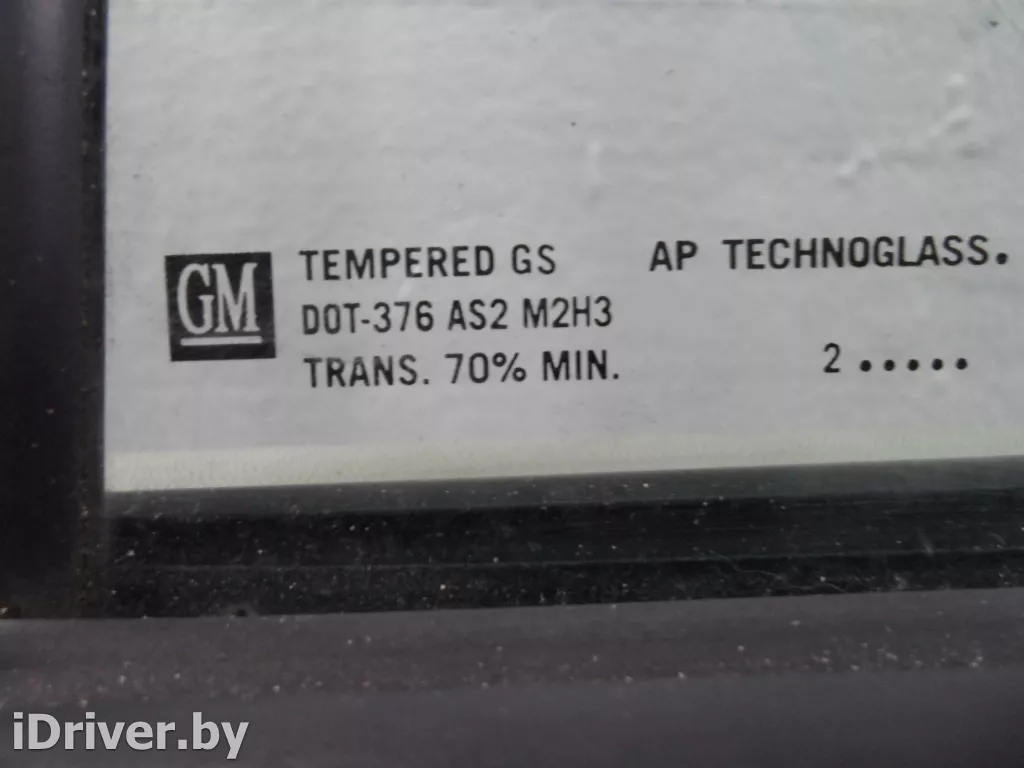 GM
TEMPERED GS AP TECHNOGLASS.
DOT-376 AS2 M2H3
TRANS. 70% MIN. 2.....
iDriver.by